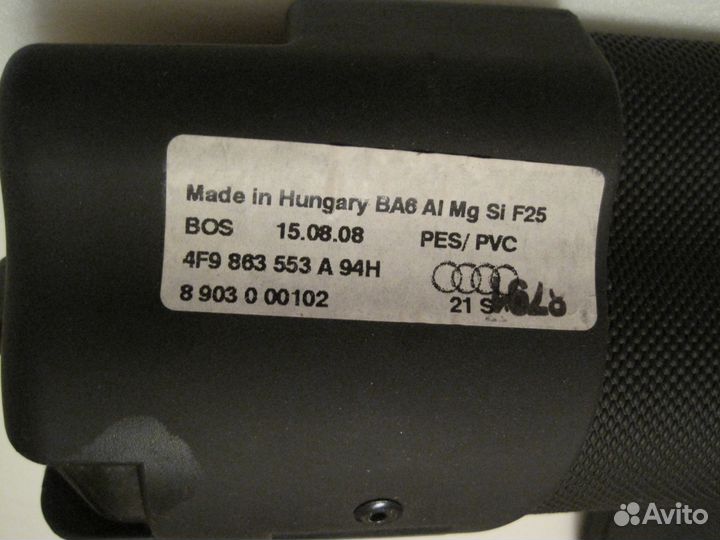 Made in Hungary BA6 Al Mg Si F25
BOS 15.08.08 PES/ PVC
4F9 863 553 A 94H
8 903 0 00102
21
Avito